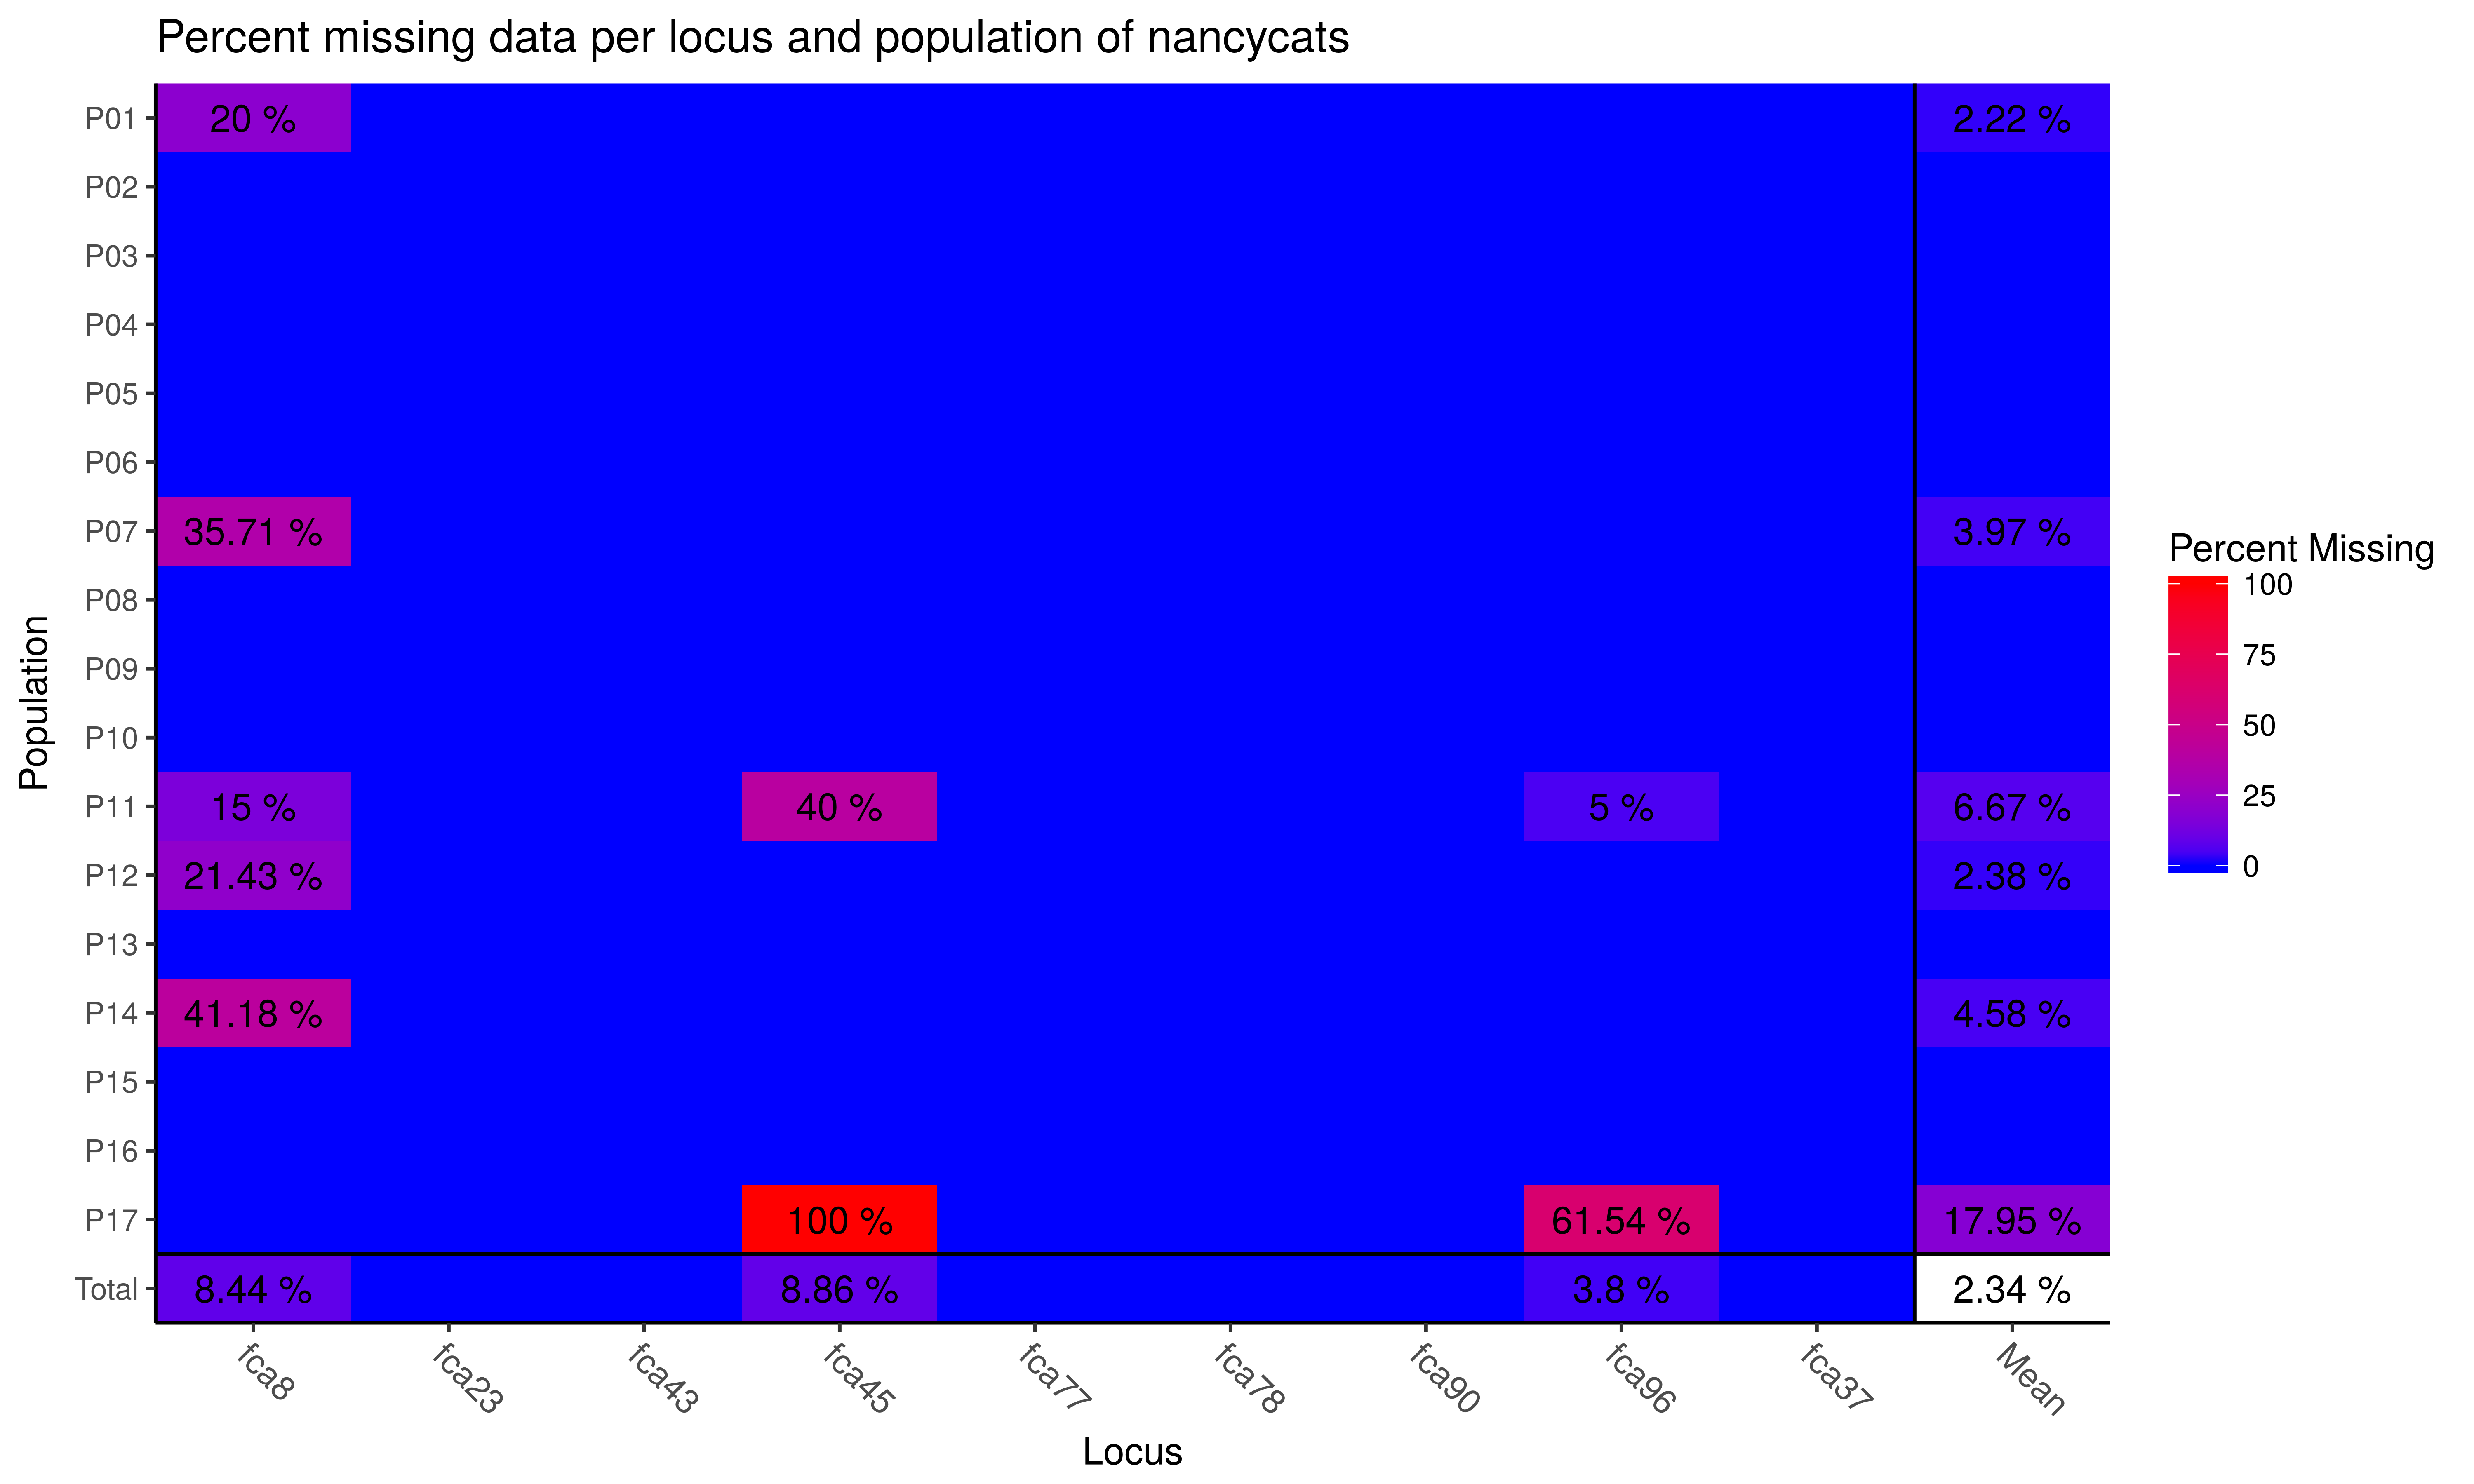 Percent missing data per locus and population of nancycats
P01 20 % 2.22 %
P02
P03
P04
P05
P06
P07 35.71 % 3.97 %
P08
P09
P10
P11 15 % 40 % 5 % 6.67 %
P12 21.43 % 2.38 %
P13
P14 41.18 % 4.58 %
P15
P16
P17 100 % 61.54 % 17.95 %
Total 8.44 % 8.86 % 3.8 % 2.34 %
fca8 fca23 fca43 fca45 fca77 fca78 fca90 fca96 fca37 Mean
Locus
Population
Percent Missing
100
75
50
25
0